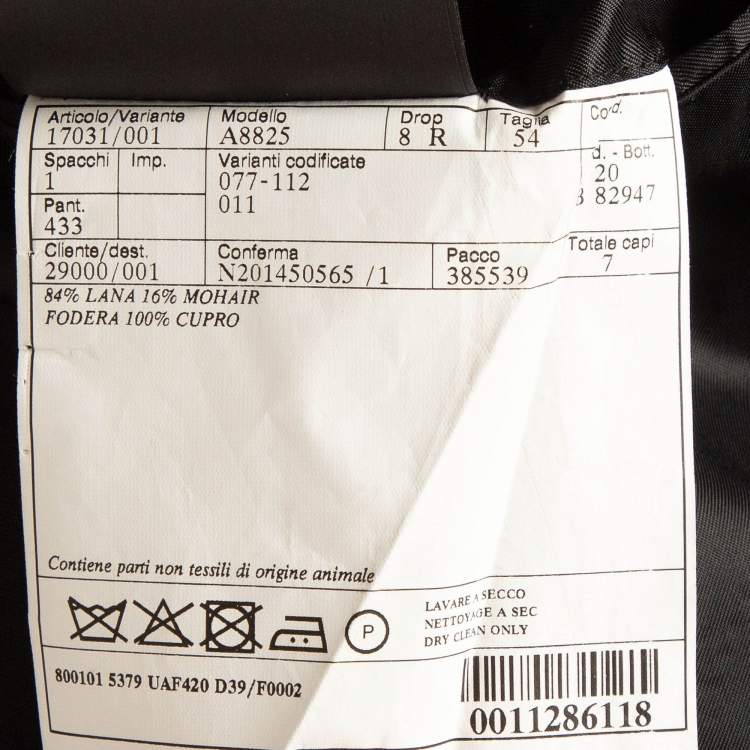 Articolo/Variante Modello Drop Taglia Cod.
17031/001 A8825 8 R 54
Spacchi Imp. Varianti codificate d. - Bott.
1 077-112 20
Pant. 011 82947
433
Cliente/dest. Conferma Pacco Totale capi
29000/001 N201450565 /1 385539 7
84% LANA 16% MOHAIR
FODERA 100% CUPRO
Contiene parti non tessili di origine animale
P
LAVARE A SECCO
NETTOYAGE A SEC
DRY CLEAN ONLY
800101 5379 UAF420 D39/F0002
0011286118